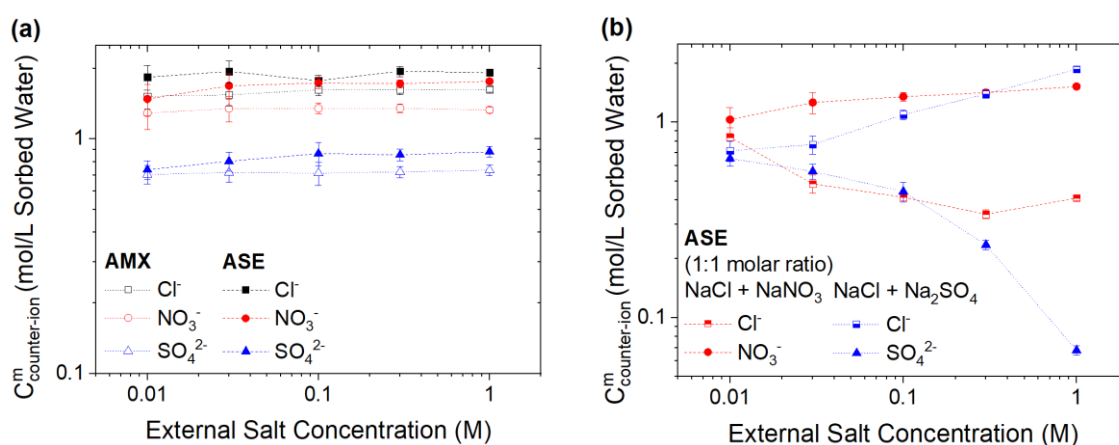 (a)
C^m_counter-ion (mol/L Sorbed Water)
1
0.1
AMX ASE
Cl⁻ Cl⁻
NO₃⁻ NO₃⁻
SO₄²⁻ SO₄²⁻
0.01 0.1 1
External Salt Concentration (M)
(b)
C^m_counter-ion (mol/L Sorbed Water)
1
0.1
ASE
(1:1 molar ratio)
NaCl + NaNO₃ NaCl + Na₂SO₄
Cl⁻ Cl⁻
NO₃⁻ SO₄²⁻
0.01 0.1 1
External Salt Concentration (M)